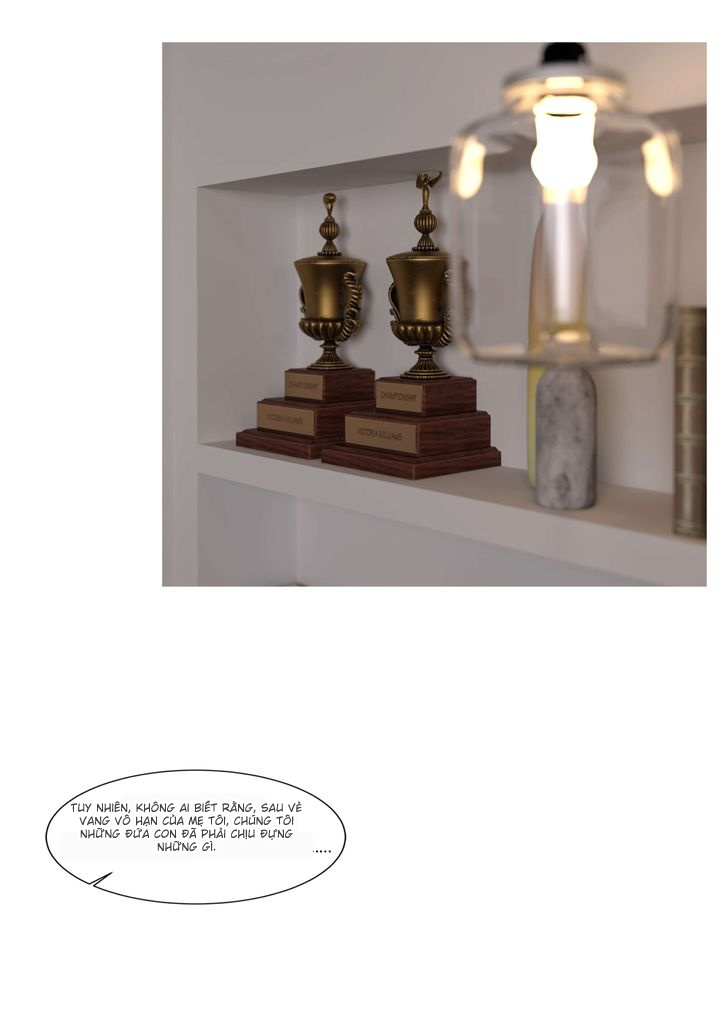 CHAMPIONSHIP
VICTORIA WILLIAMS
CHAMPIONSHIP
VICTORIA WILLIAMS
TUY NHIÊN, KHÔNG AI BIẾT RẰNG, SAU VẺ
VANG VÔ HẠN CỦA MẸ TÔI, CHÚNG TÔI
NHỮNG ĐỨA CON ĐÃ PHẢI CHỊU ĐỰNG
NHỮNG GÌ. .....